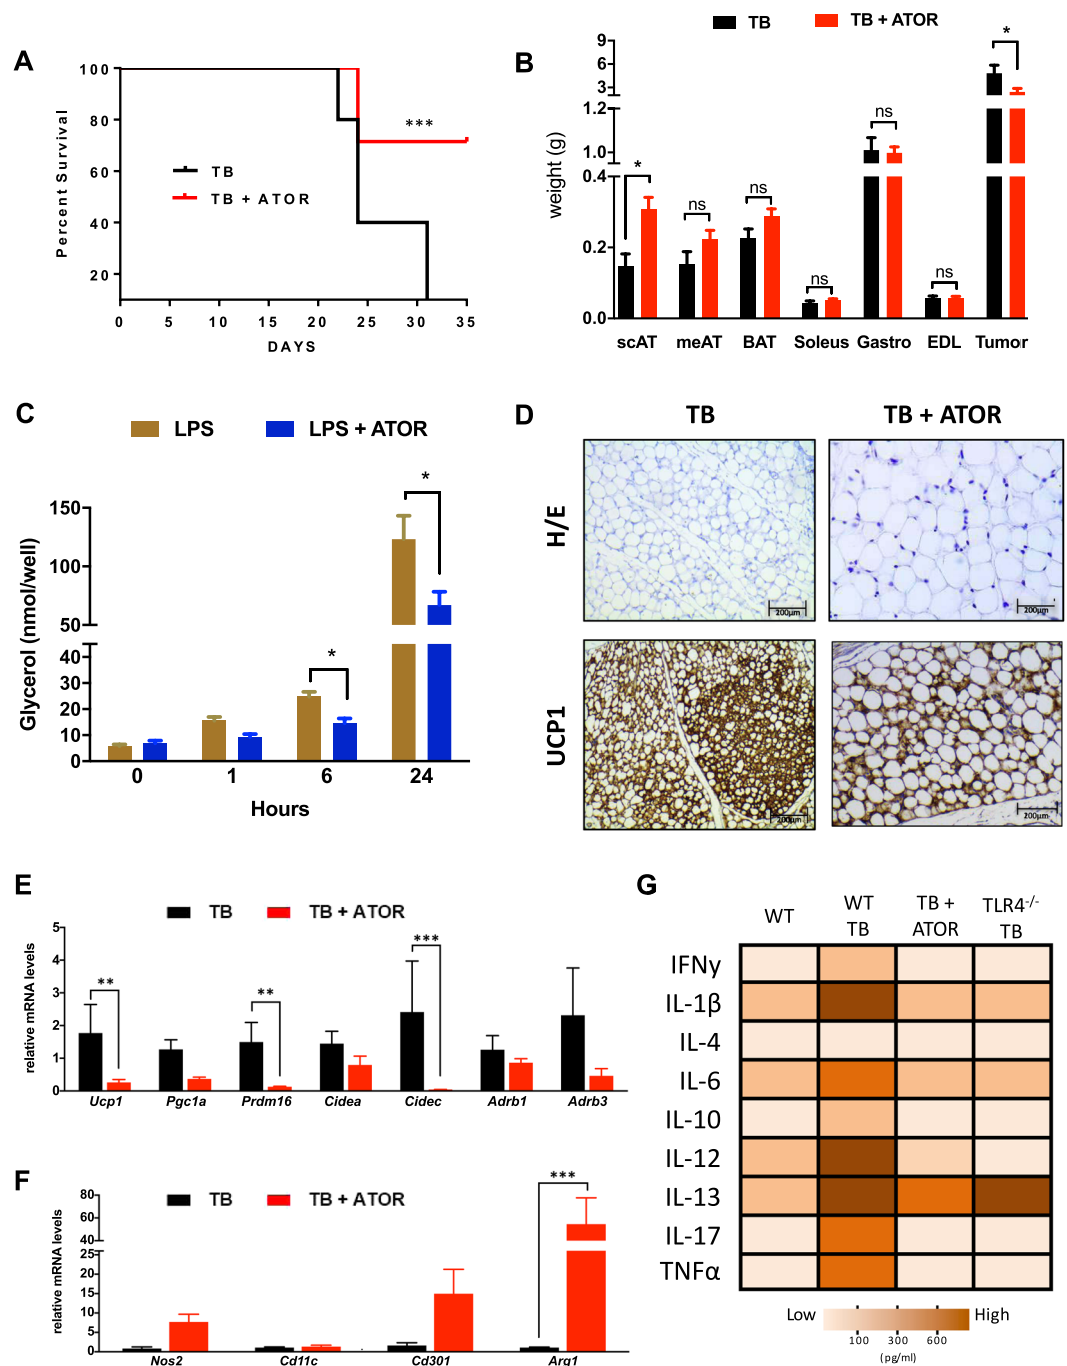 A
100
80
60
40
20
Percent Survival
TB
TB + ATOR
***
0 5 10 15 20 25 30 35
DAYS
B
TB TB + ATOR
9
6
3
1.2
1.0
0.4
0.2
0.0
weight (g)
* ns ns ns ns ns *
scAT meAT BAT Soleus Gastro EDL Tumor
C
LPS LPS + ATOR
150
100
50
40
30
20
10
0
Glycerol (nmol/well)
* *
0 1 6 24
Hours
D
TB TB + ATOR
H/E
200µm 200µm
UCP1
200µm 200µm
E
TB TB + ATOR
5
4
3
2
1
0
relative mRNA levels
** ** ***
Ucp1 Pgc1a Prdm16 Cidea Cidec Adrb1 Adrb3
F
TB TB + ATOR
80
60
40
25
20
15
10
5
0
relative mRNA levels
***
Nos2 Cd11c Cd301 Arg1
G
WT WT TB TB + ATOR TLR4-/- TB
IFNγ
IL-1β
IL-4
IL-6
IL-10
IL-12
IL-13
IL-17
TNFα
Low High
100 300 600
(pg/ml)